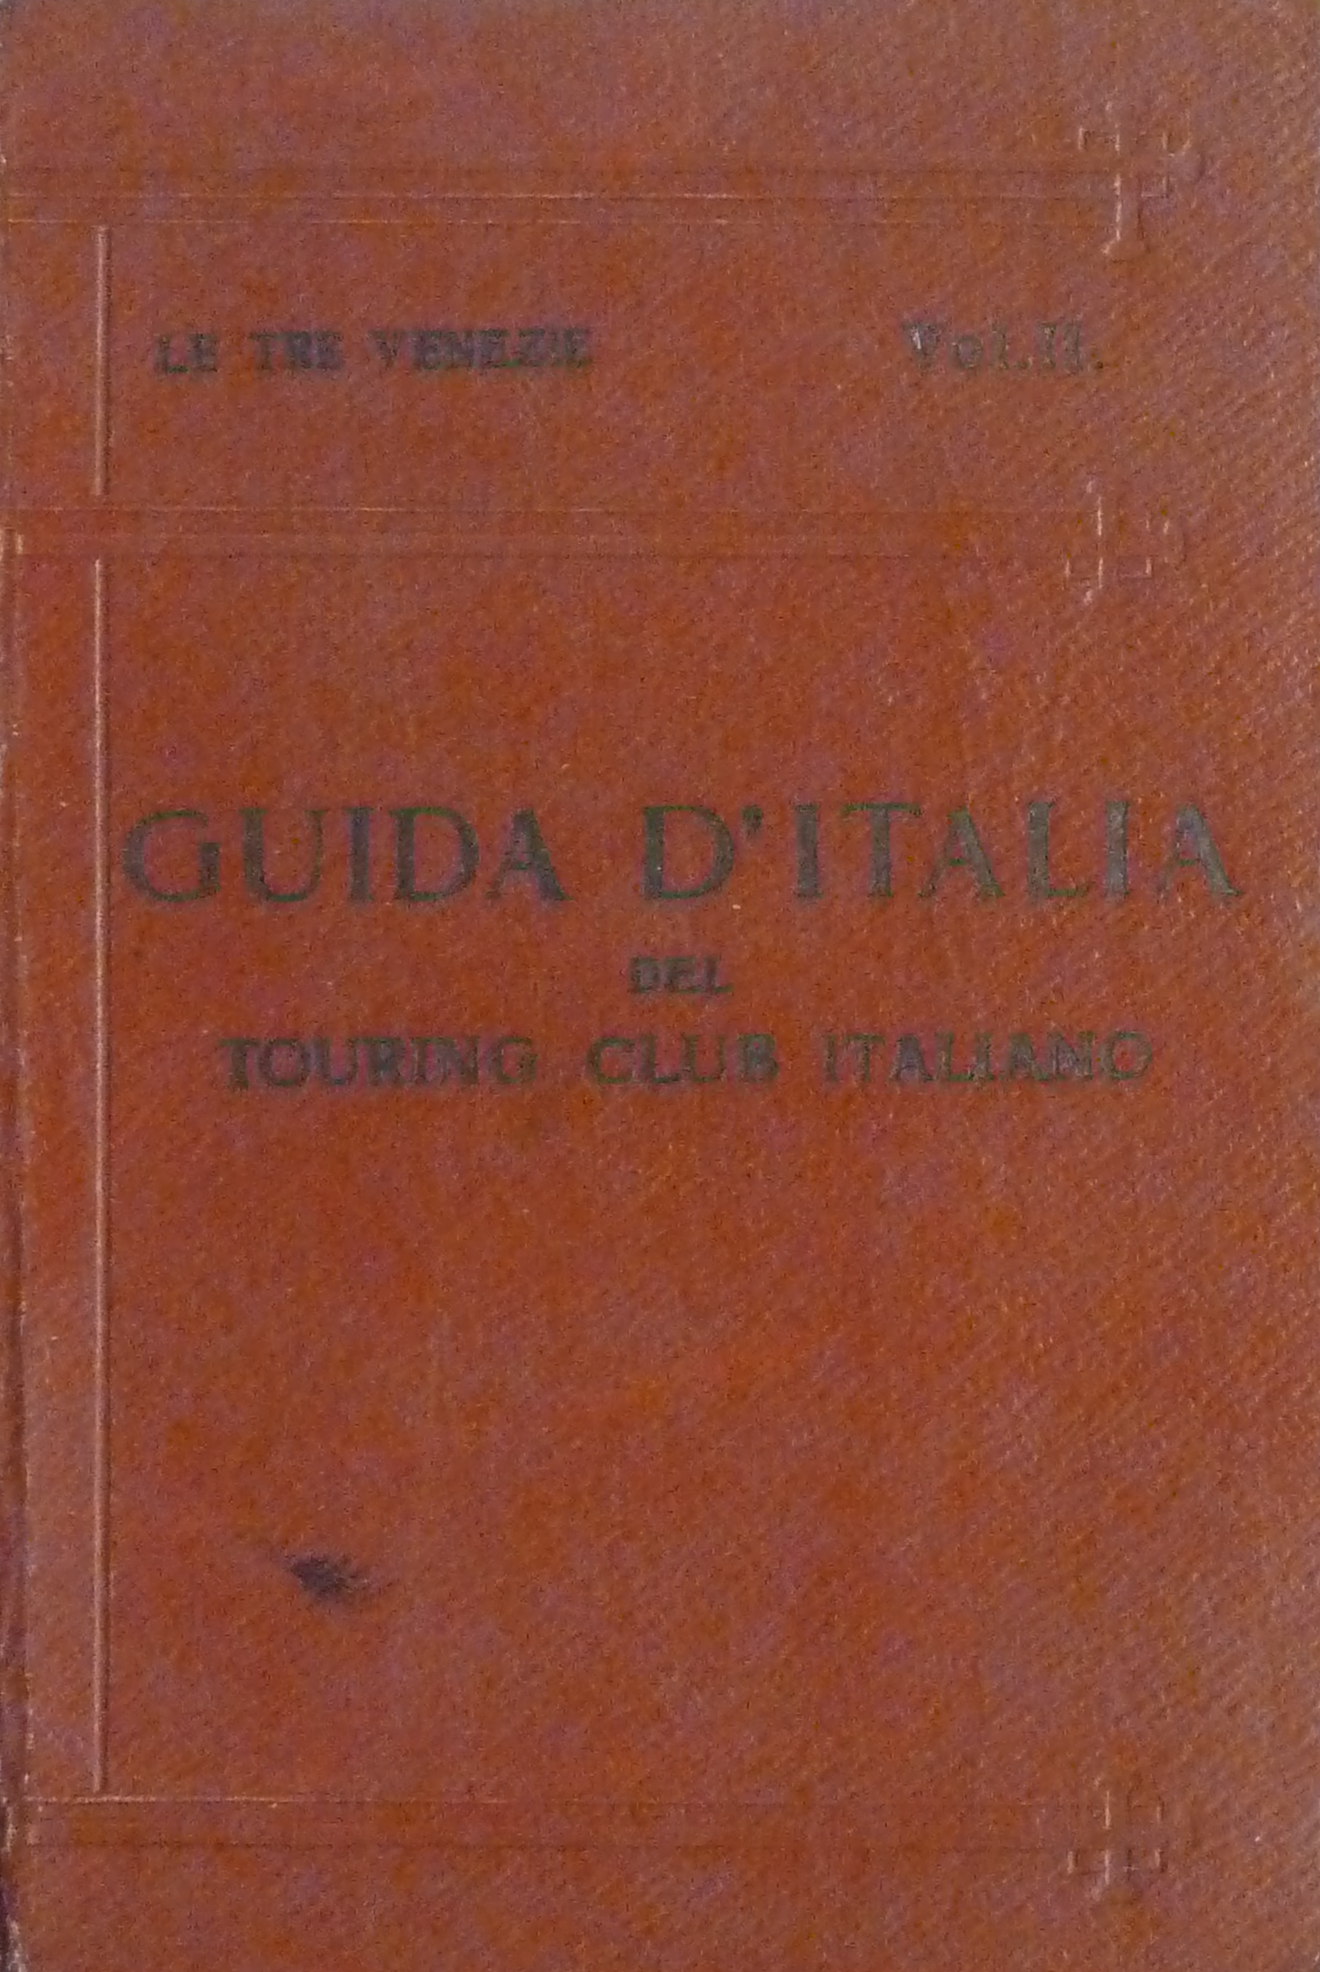 LE TRE VENEZIE Vol. II.
GUIDA D'ITALIA
DEL
TOURING CLUB ITALIANO